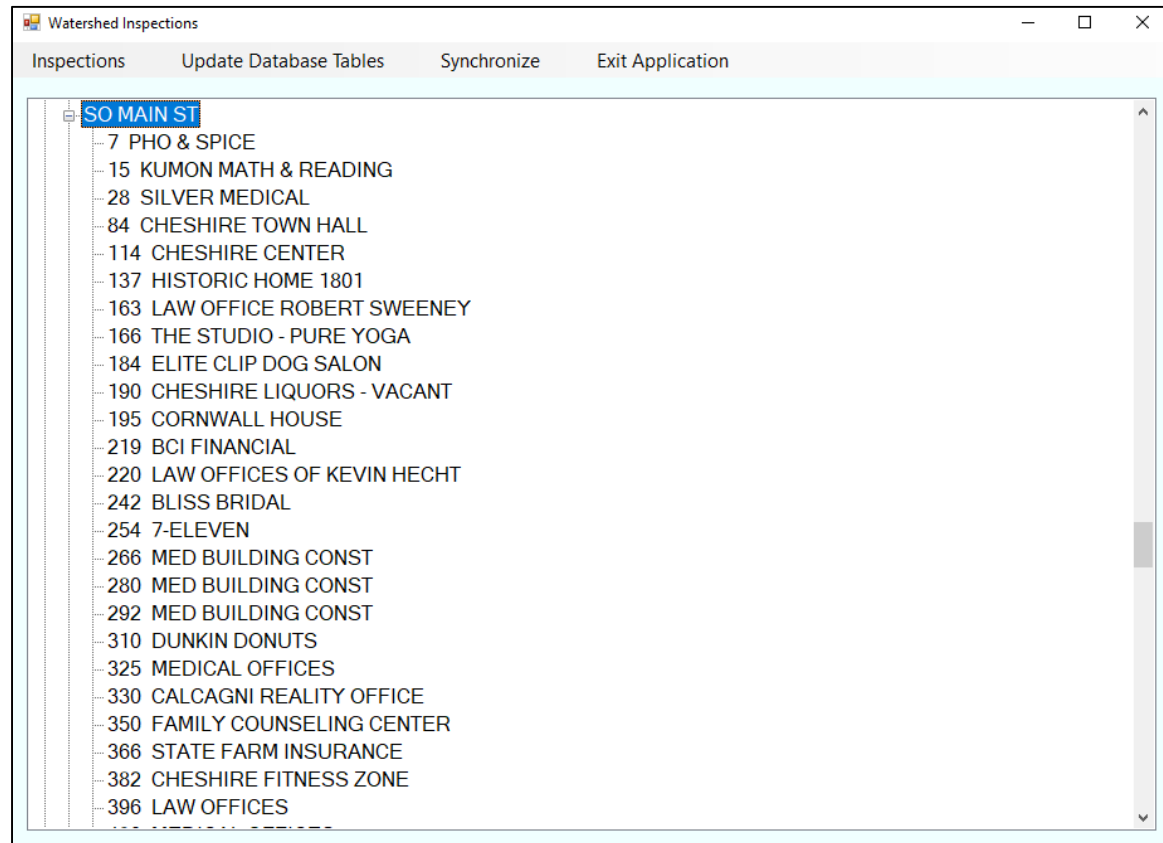 Watershed Inspections
Inspections Update Database Tables Synchronize Exit Application
SO MAIN ST
7 PHO & SPICE
15 KUMON MATH & READING
28 SILVER MEDICAL
84 CHESHIRE TOWN HALL
114 CHESHIRE CENTER
137 HISTORIC HOME 1801
163 LAW OFFICE ROBERT SWEENEY
166 THE STUDIO - PURE YOGA
184 ELITE CLIP DOG SALON
190 CHESHIRE LIQUORS - VACANT
195 CORNWALL HOUSE
219 BCI FINANCIAL
220 LAW OFFICES OF KEVIN HECHT
242 BLISS BRIDAL
254 7-ELEVEN
266 MED BUILDING CONST
280 MED BUILDING CONST
292 MED BUILDING CONST
310 DUNKIN DONUTS
325 MEDICAL OFFICES
330 CALCAGNI REALITY OFFICE
350 FAMILY COUNSELING CENTER
366 STATE FARM INSURANCE
382 CHESHIRE FITNESS ZONE
396 LAW OFFICES